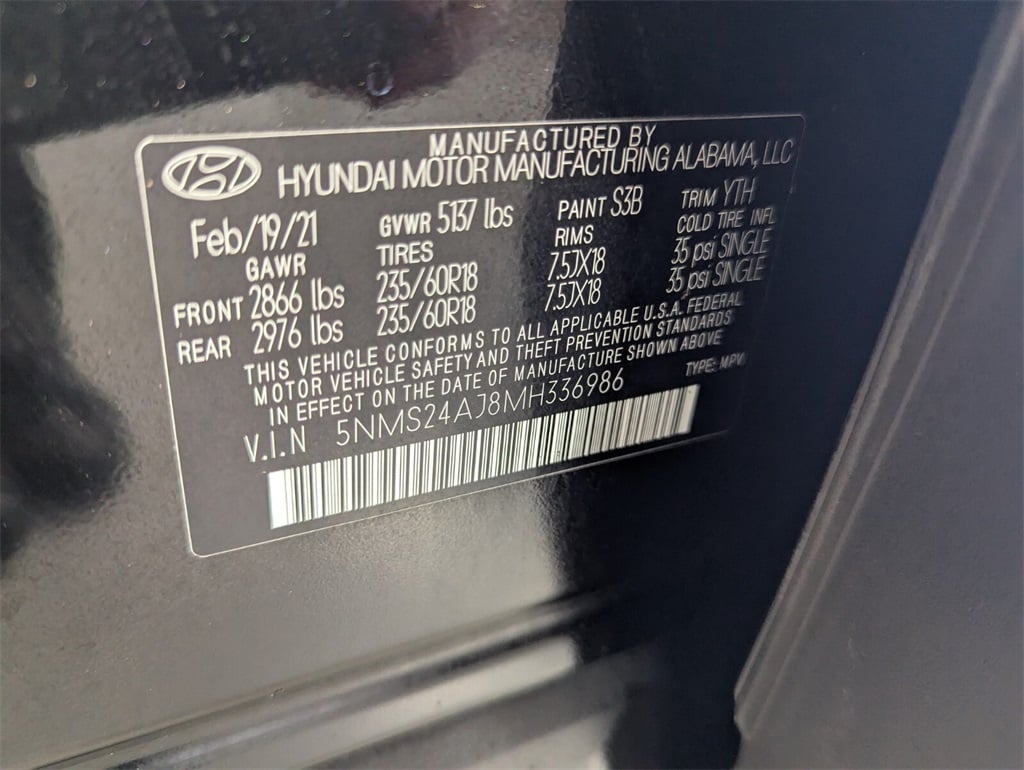 MANUFACTURED BY
HYUNDAI MOTOR MANUFACTURING ALABAMA, LLC
Feb/19/21 GVWR 5137 lbs PAINT S3B TRIM YTH
GAWR TIRES RIMS COLD TIRE INFL
FRONT 2866 lbs 235/60R18 7.5JX18 35 psi SINGLE
REAR 2976 lbs 235/60R18 7.5JX18 35 psi SINGLE
THIS VEHICLE CONFORMS TO ALL APPLICABLE U.S.A. FEDERAL
MOTOR VEHICLE SAFETY AND THEFT PREVENTION STANDARDS
IN EFFECT ON THE DATE OF MANUFACTURE SHOWN ABOVE
V.I.N 5NMS24AJ8MH336986 TYPE: MPV